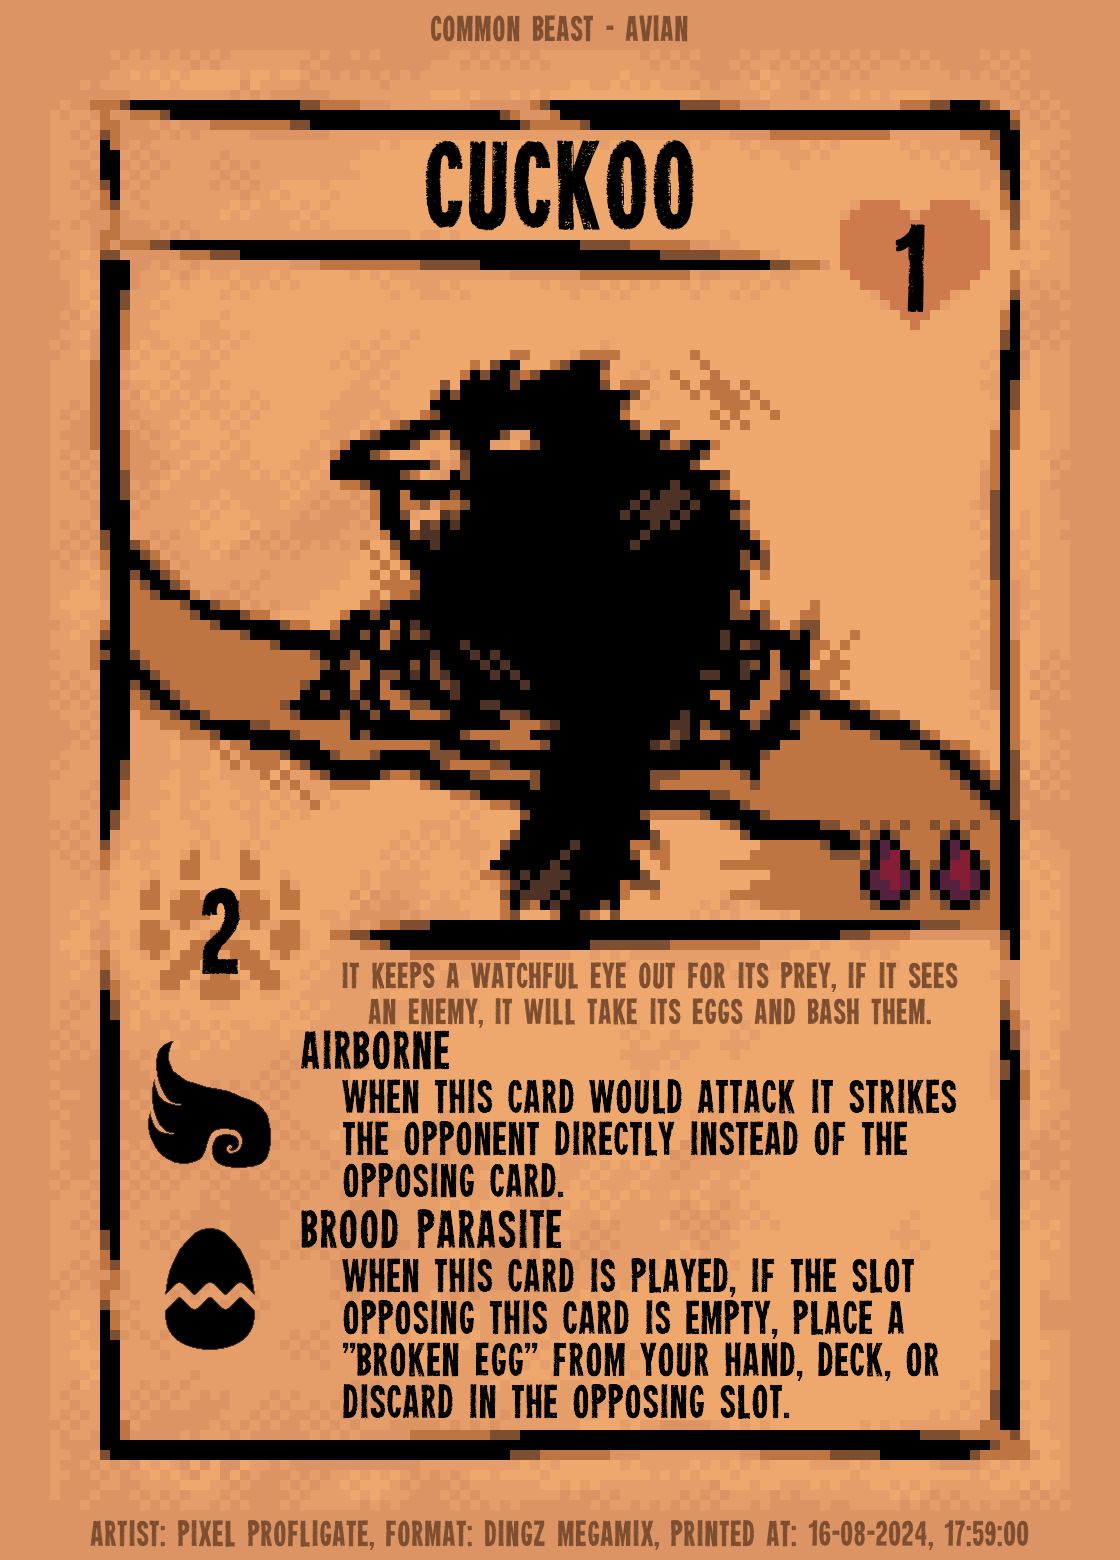 COMMON BEAST - AVIAN
CUCKOO
1
2
IT KEEPS A WATCHFUL EYE OUT FOR ITS PREY, IF IT SEES
AN ENEMY, IT WILL TAKE ITS EGGS AND BASH THEM.
AIRBORNE
WHEN THIS CARD WOULD ATTACK IT STRIKES
THE OPPONENT DIRECTLY INSTEAD OF THE
OPPOSING CARD.
BROOD PARASITE
WHEN THIS CARD IS PLAYED, IF THE SLOT
OPPOSING THIS CARD IS EMPTY, PLACE A
"BROKEN EGG" FROM YOUR HAND, DECK, OR
DISCARD IN THE OPPOSING SLOT.
ARTIST: PIXEL PROFLIGATE, FORMAT: DINGZ MEGAMIX, PRINTED AT: 16-08-2024, 17:59:00